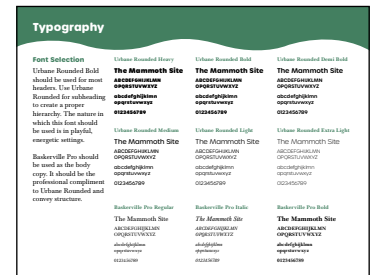 Typography
Font Selection
Urbane Rounded Bold
should be used for most
headers. Use Urbane
Rounded for subheading
to create a proper
hierarchy. The nature in
which this font should
be used is in playful,
energetic settings.
Baskerville Pro should
be used as the body
copy. It should be the
professional compliment
to Urbane Rounded and
convey structure.
Urbane Rounded Heavy
The Mammoth Site
ABCDEFGHIJKLMN
OPQRSTUVWXYZ
abcdefghijklmn
opqrstuvwxyz
0123456789
Urbane Rounded Bold
The Mammoth Site
ABCDEFGHIJKLMN
OPQRSTUVWXYZ
abcdefghijklmn
opqrstuvwxyz
0123456789
Urbane Rounded Demi Bold
The Mammoth Site
ABCDEFGHIJKLMN
OPQRSTUVWXYZ
abcdefghijklmn
opqrstuvwxyz
0123456789
Urbane Rounded Medium
The Mammoth Site
ABCDEFGHIJKLMN
OPQRSTUVWXYZ
abcdefghijklmn
opqrstuvwxyz
0123456789
Urbane Rounded Light
The Mammoth Site
ABCDEFGHIJKLMN
OPQRSTUVWXYZ
abcdefghijklmn
opqrstuvwxyz
0123456789
Urbane Rounded Extra Light
The Mammoth Site
ABCDEFGHIJKLMN
OPQRSTUVWXYZ
abcdefghijklmn
opqrstuvwxyz
0123456789
Baskerville Pro Regular
The Mammoth Site
ABCDEFGHIJKLMN
OPQRSTUVWXYZ
abcdefghijklmn
opqrstuvwxyz
0123456789
Baskerville Pro Italic
The Mammoth Site
ABCDEFGHIJKLMN
OPQRSTUVWXYZ
abcdefghijklmn
opqrstuvwxyz
0123456789
Baskerville Pro Bold
The Mammoth Site
ABCDEFGHIJKLMN
OPQRSTUVWXYZ
abcdefghijklmn
opqrstuvwxyz
0123456789